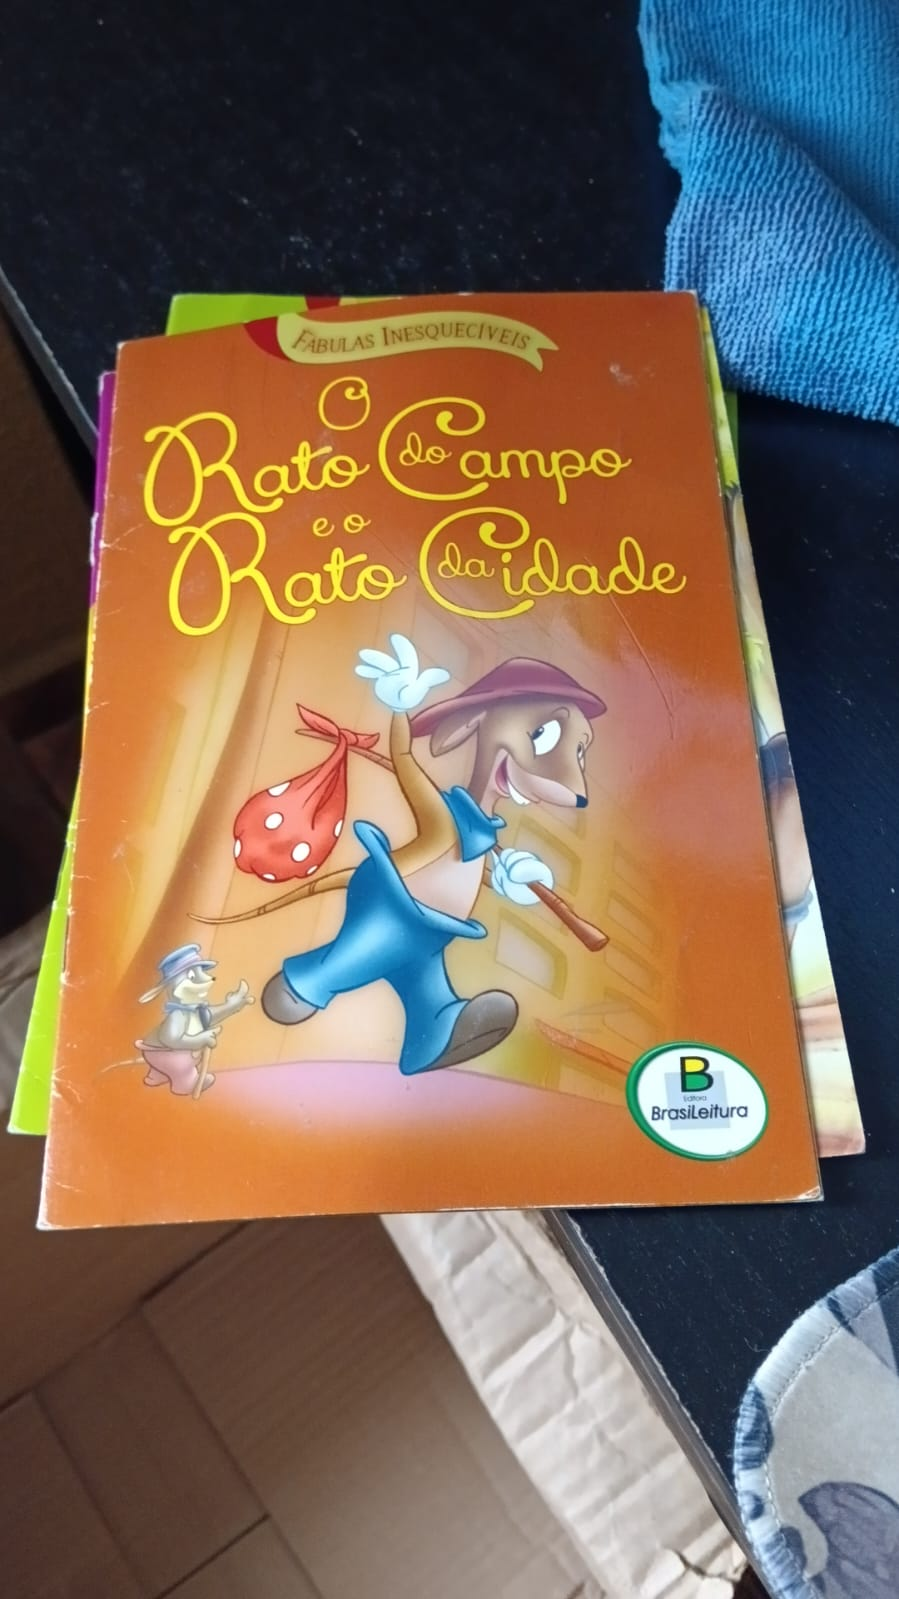 FÁBULAS INESQUECÍVEIS
O
Rato do Campo
e o
Rato da Cidade
B
Editora
BrasiLeitura